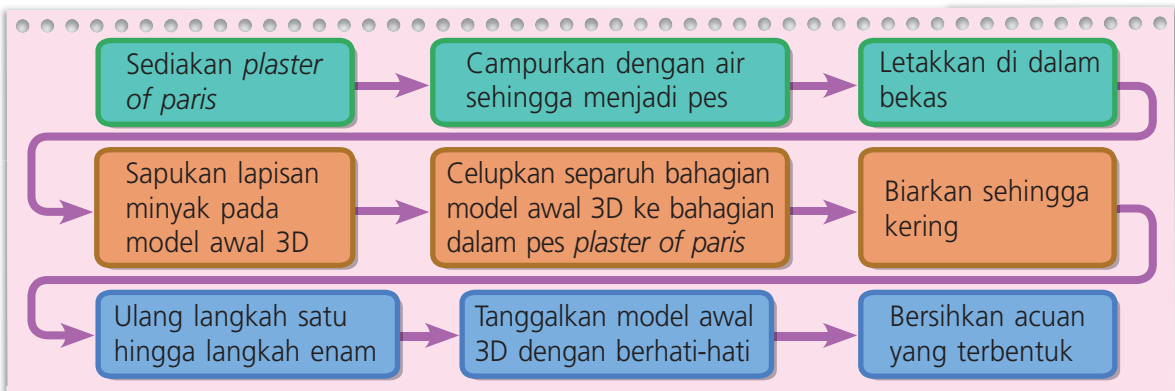 Sediakan plaster
of paris
Campurkan dengan air
sehingga menjadi pes
Letakkan di dalam
bekas
Sapukan lapisan
minyak pada
model awal 3D
Celupkan separuh bahagian
model awal 3D ke bahagian
dalam pes plaster of paris
Biarkan sehingga
kering
Ulang langkah satu
hingga langkah enam
Tanggalkan model awal
3D dengan berhati-hati
Bersihkan acuan
yang terbentuk